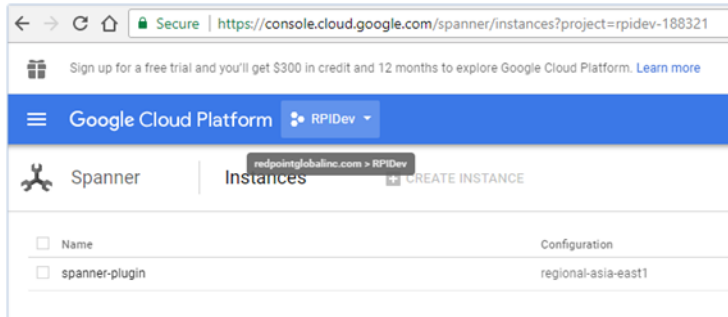 Secure | https://console.cloud.google.com/spanner/instances?project=rpidev-188321
Sign up for a free trial and you'll get $300 in credit and 12 months to explore Google Cloud Platform. Learn more
Google Cloud Platform RPIDev
redpointglobalinc.com > RPIDev
Spanner Instances CREATE INSTANCE
Name Configuration
spanner-plugin regional-asia-east1